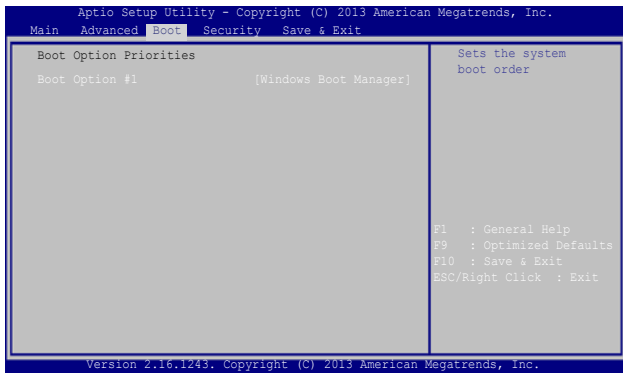 Aptio Setup Utility - Copyright (C) 2013 American Megatrends, Inc.
Main Advanced Boot Security Save & Exit
Boot Option Priorities
Boot Option #1 [Windows Boot Manager]
Sets the system
boot order
F1 : General Help
F9 : Optimized Defaults
F10 : Save & Exit
ESC/Right Click : Exit
Version 2.16.1243. Copyright (C) 2013 American Megatrends, Inc.